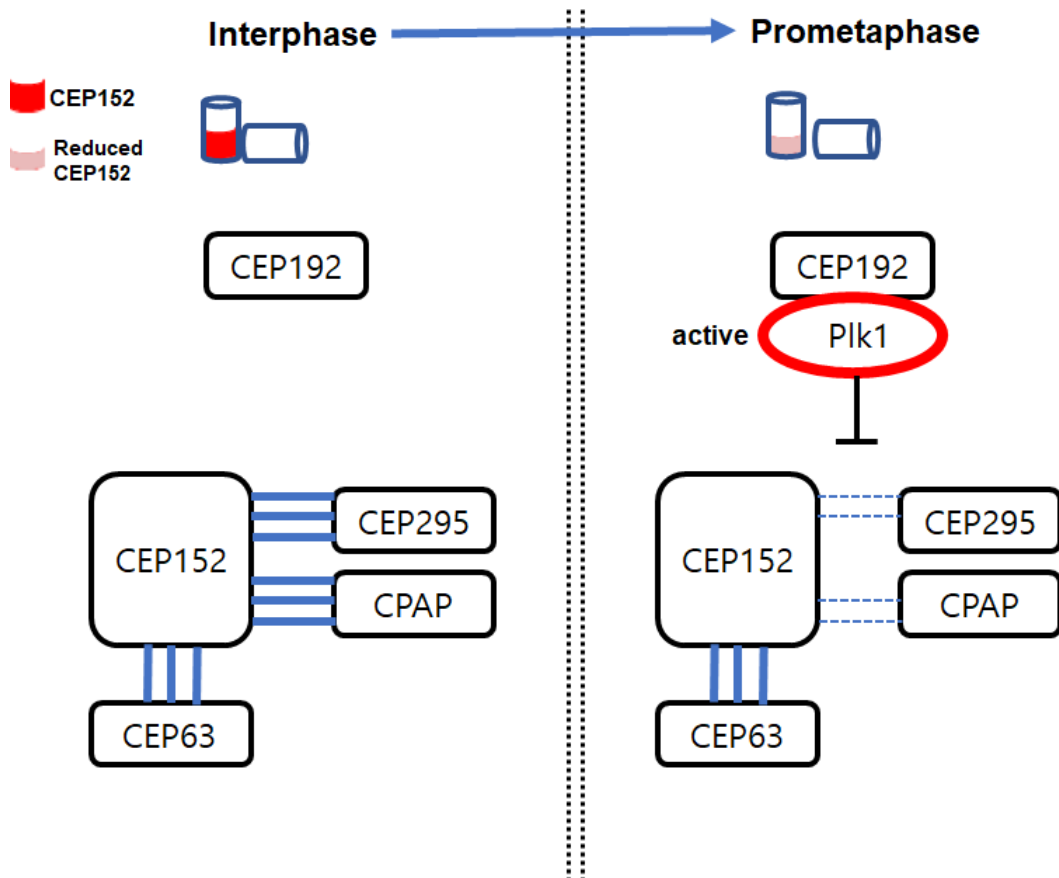 Interphase
Prometaphase
CEP152
Reduced
CEP152
CEP192
CEP192
active
Plk1
CEP152
CEP295
CPAP
CEP63
CEP152
CEP295
CPAP
CEP63